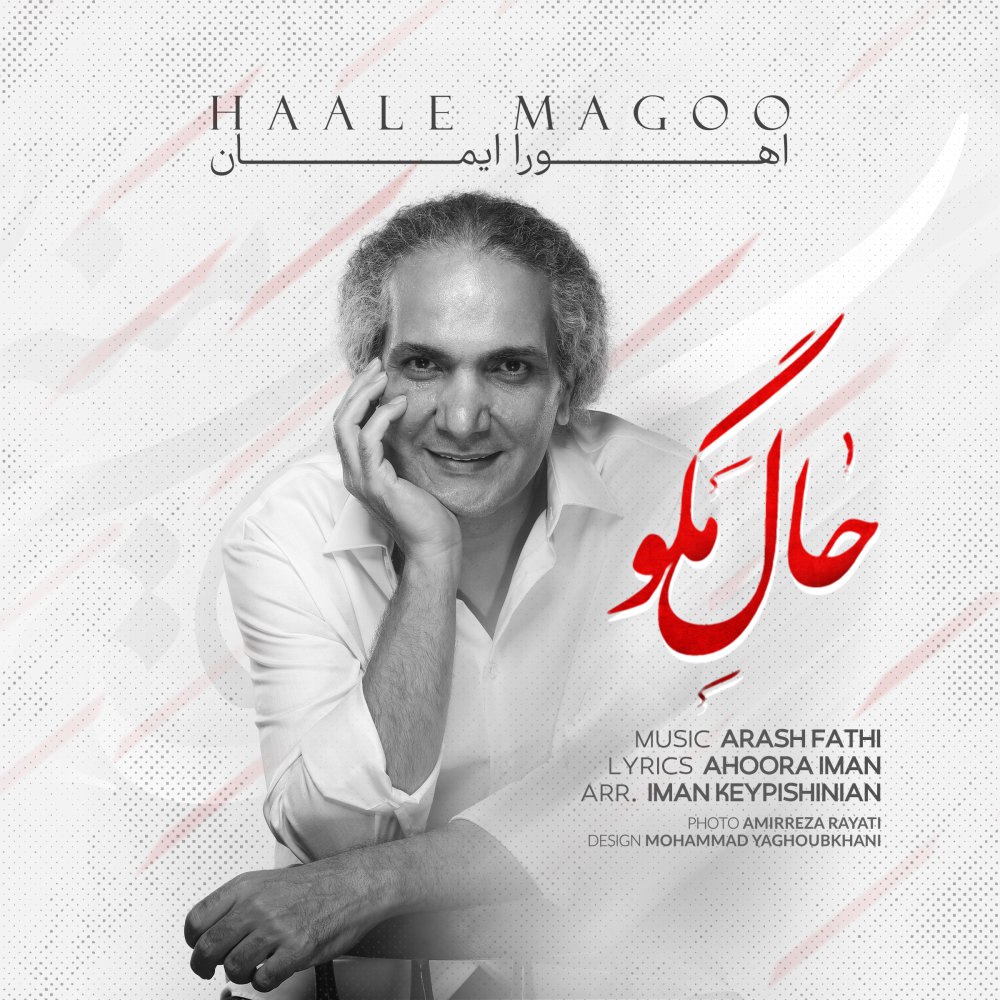 HAALE MAGOO
اهورا ایمان
حالِ مَگو
MUSIC ARASH FATHI
LYRICS AHOORA IMAN
ARR. IMAN KEYPISHINIAN
PHOTO AMIRREZA RAYATI
DESIGN MOHAMMAD YAGHOUBKHANI